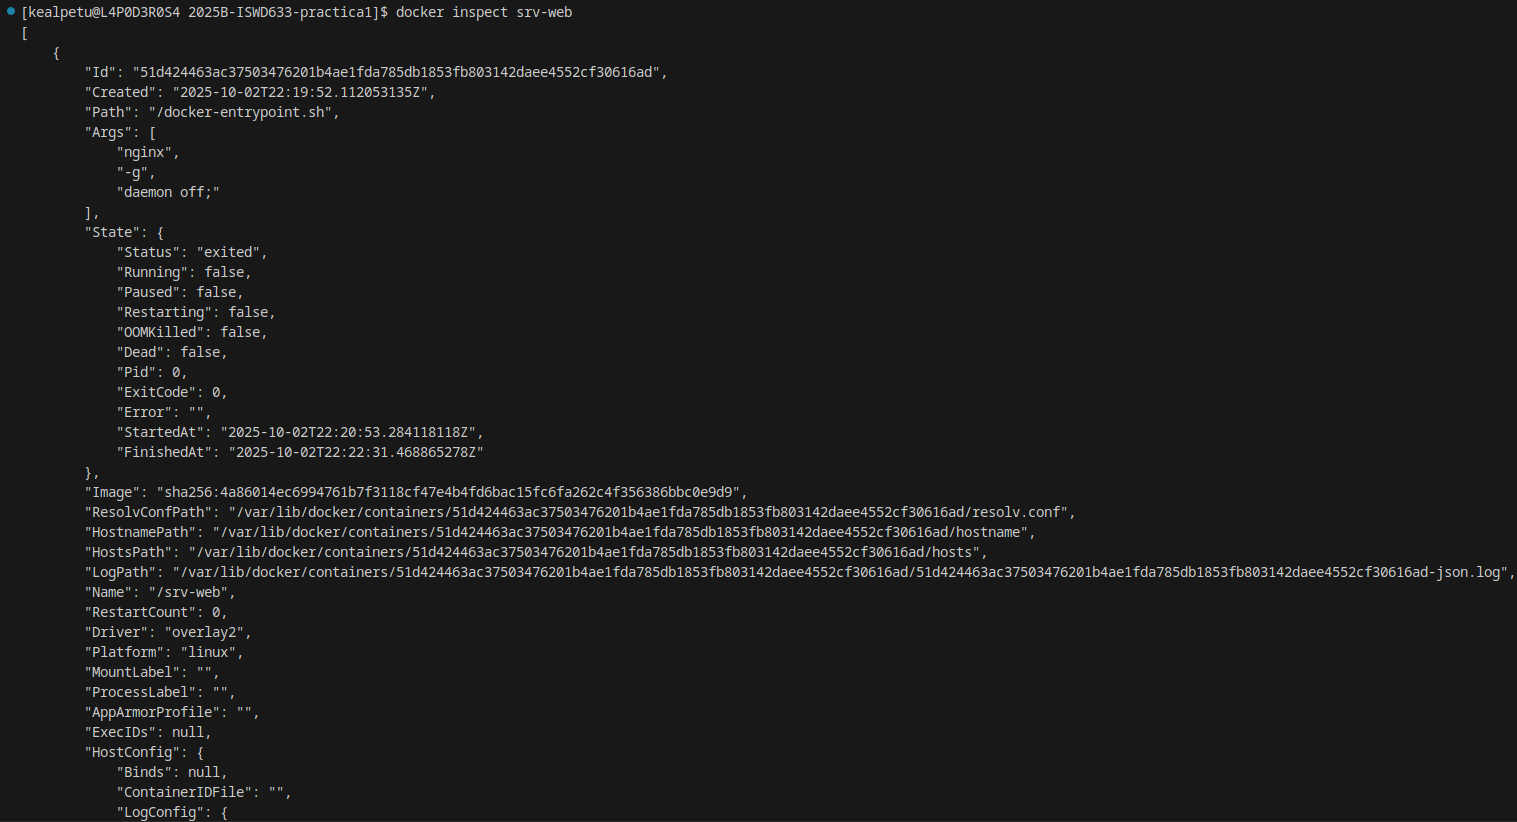 [kealpetu@L4P0D3R0S4 2025B-ISWD633-practica1]$ docker inspect srv-web
[
    {
        "Id": "51d424463ac37503476201b4ae1fda785db1853fb803142daee4552cf30616ad",
        "Created": "2025-10-02T22:19:52.112053135Z",
        "Path": "/docker-entrypoint.sh",
        "Args": [
            "nginx",
            "-g",
            "daemon off;"
        ],
        "State": {
            "Status": "exited",
            "Running": false,
            "Paused": false,
            "Restarting": false,
            "OOMKilled": false,
            "Dead": false,
            "Pid": 0,
            "ExitCode": 0,
            "Error": "",
            "StartedAt": "2025-10-02T22:20:53.284118118Z",
            "FinishedAt": "2025-10-02T22:22:31.468865278Z"
        },
        "Image": "sha256:4a86014ec6994761b7f3118cf47e4b4fd6bac15fc6fa262c4f356386bbc0e9d9",
        "ResolvConfPath": "/var/lib/docker/containers/51d424463ac37503476201b4ae1fda785db1853fb803142daee4552cf30616ad/resolv.conf",
        "HostnamePath": "/var/lib/docker/containers/51d424463ac37503476201b4ae1fda785db1853fb803142daee4552cf30616ad/hostname",
        "HostsPath": "/var/lib/docker/containers/51d424463ac37503476201b4ae1fda785db1853fb803142daee4552cf30616ad/hosts",
        "LogPath": "/var/lib/docker/containers/51d424463ac37503476201b4ae1fda785db1853fb803142daee4552cf30616ad/51d424463ac37503476201b4ae1fda785db1853fb803142daee4552cf30616ad-json.log",
        "Name": "/srv-web",
        "RestartCount": 0,
        "Driver": "overlay2",
        "Platform": "linux",
        "MountLabel": "",
        "ProcessLabel": "",
        "AppArmorProfile": "",
        "ExecIDs": null,
        "HostConfig": {
            "Binds": null,
            "ContainerIDFile": "",
            "LogConfig": {